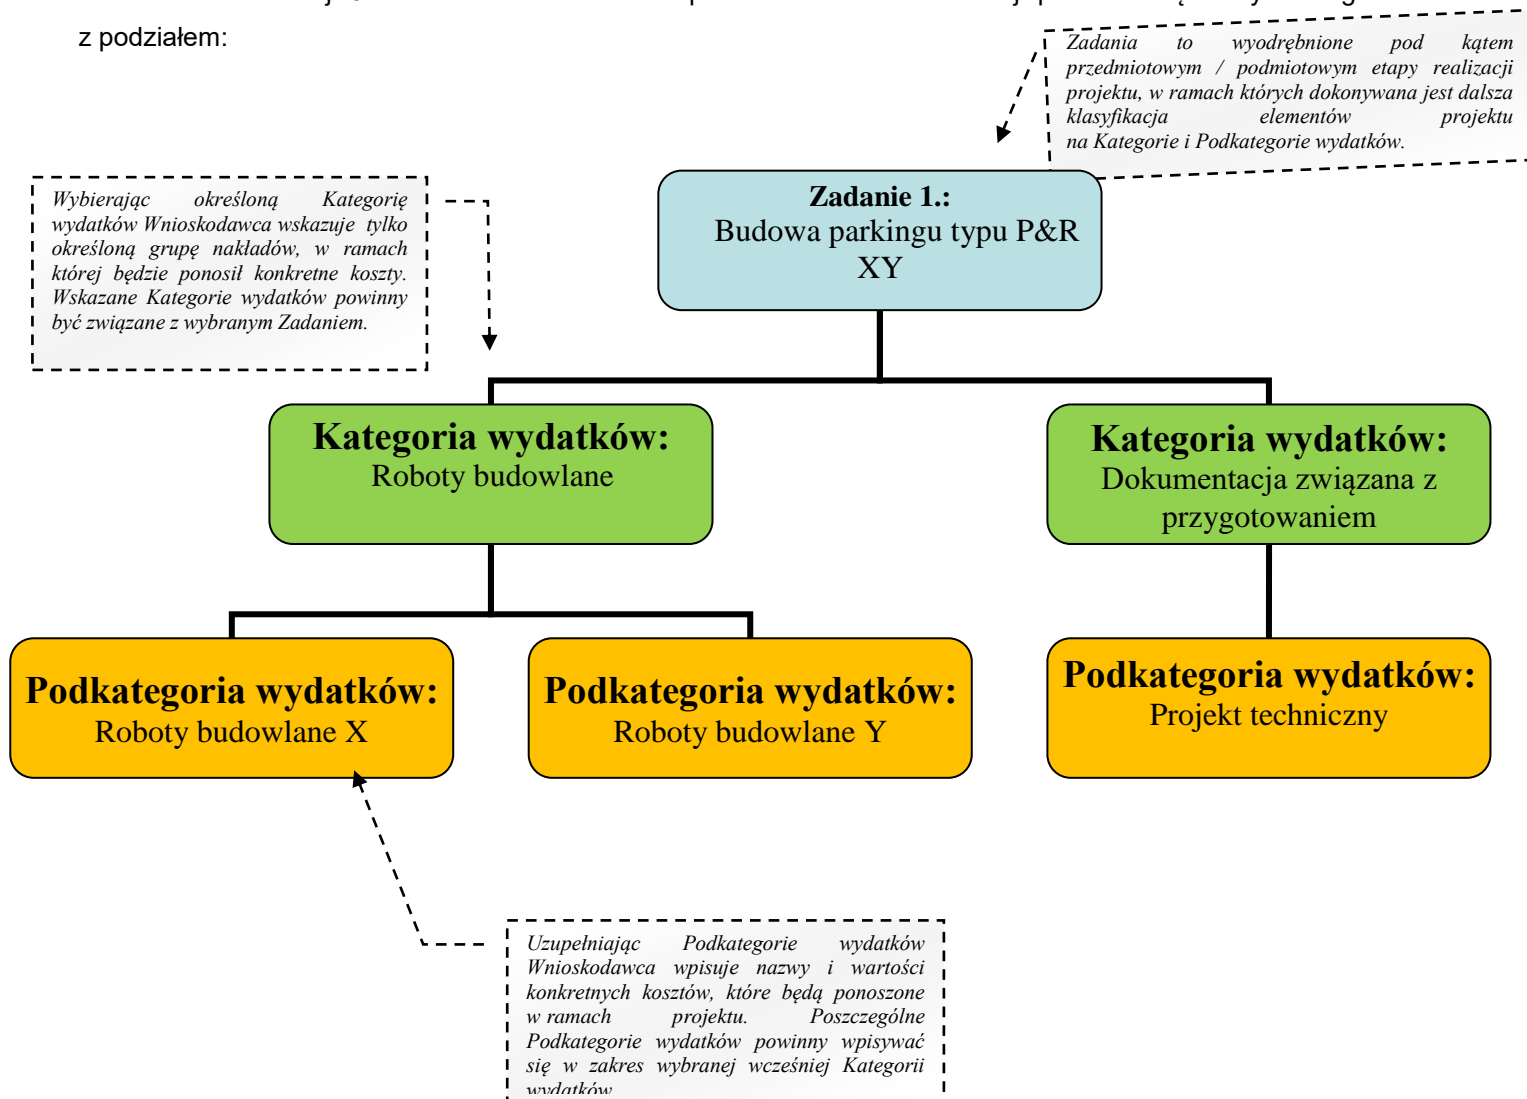 z podziałem:
Zadania to wyodrębnione pod kątem
przedmiotowym / podmiotowym etapy realizacji
projektu, w ramach których dokonywana jest dalsza
klasyfikacja elementów projektu
na Kategorie i Podkategorie wydatków.
Wybierając określoną Kategorię
wydatków Wnioskodawca wskazuje tylko
określoną grupę nakładów, w ramach
której będzie ponosił konkretne koszty.
Wskazane Kategorie wydatków powinny
być związane z wybranym Zadaniem.
Zadanie 1.:
Budowa parkingu typu P&R
XY
Kategoria wydatków:
Roboty budowlane
Kategoria wydatków:
Dokumentacja związana z
przygotowaniem
Podkategoria wydatków:
Roboty budowlane X
Podkategoria wydatków:
Roboty budowlane Y
Podkategoria wydatków:
Projekt techniczny
Uzupełniając Podkategorie wydatków
Wnioskodawca wpisuje nazwy i wartości
konkretnych kosztów, które będą ponoszone
w ramach projektu. Poszczególne
Podkategorie wydatków powinny wpisywać
się w zakres wybranej wcześniej Kategorii
wydatków